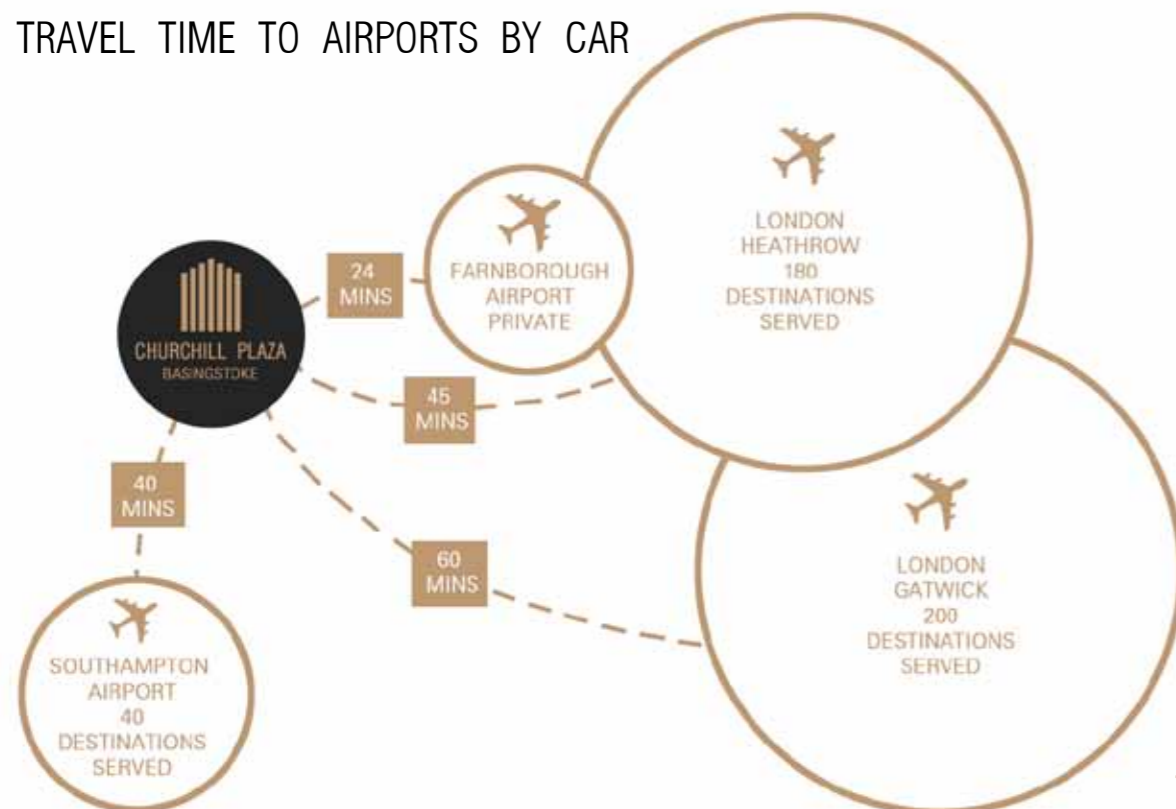 TRAVEL TIME TO AIRPORTS BY CAR
LONDON
HEATHROW
180
DESTINATIONS
SERVED
FARNBOROUGH
AIRPORT
PRIVATE
24
MINS
CHURCHILL PLAZA
BASINGSTOKE
45
MINS
40
MINS
60
MINS
LONDON
GATWICK
200
DESTINATIONS
SERVED
SOUTHAMPTON
AIRPORT
40
DESTINATIONS
SERVED